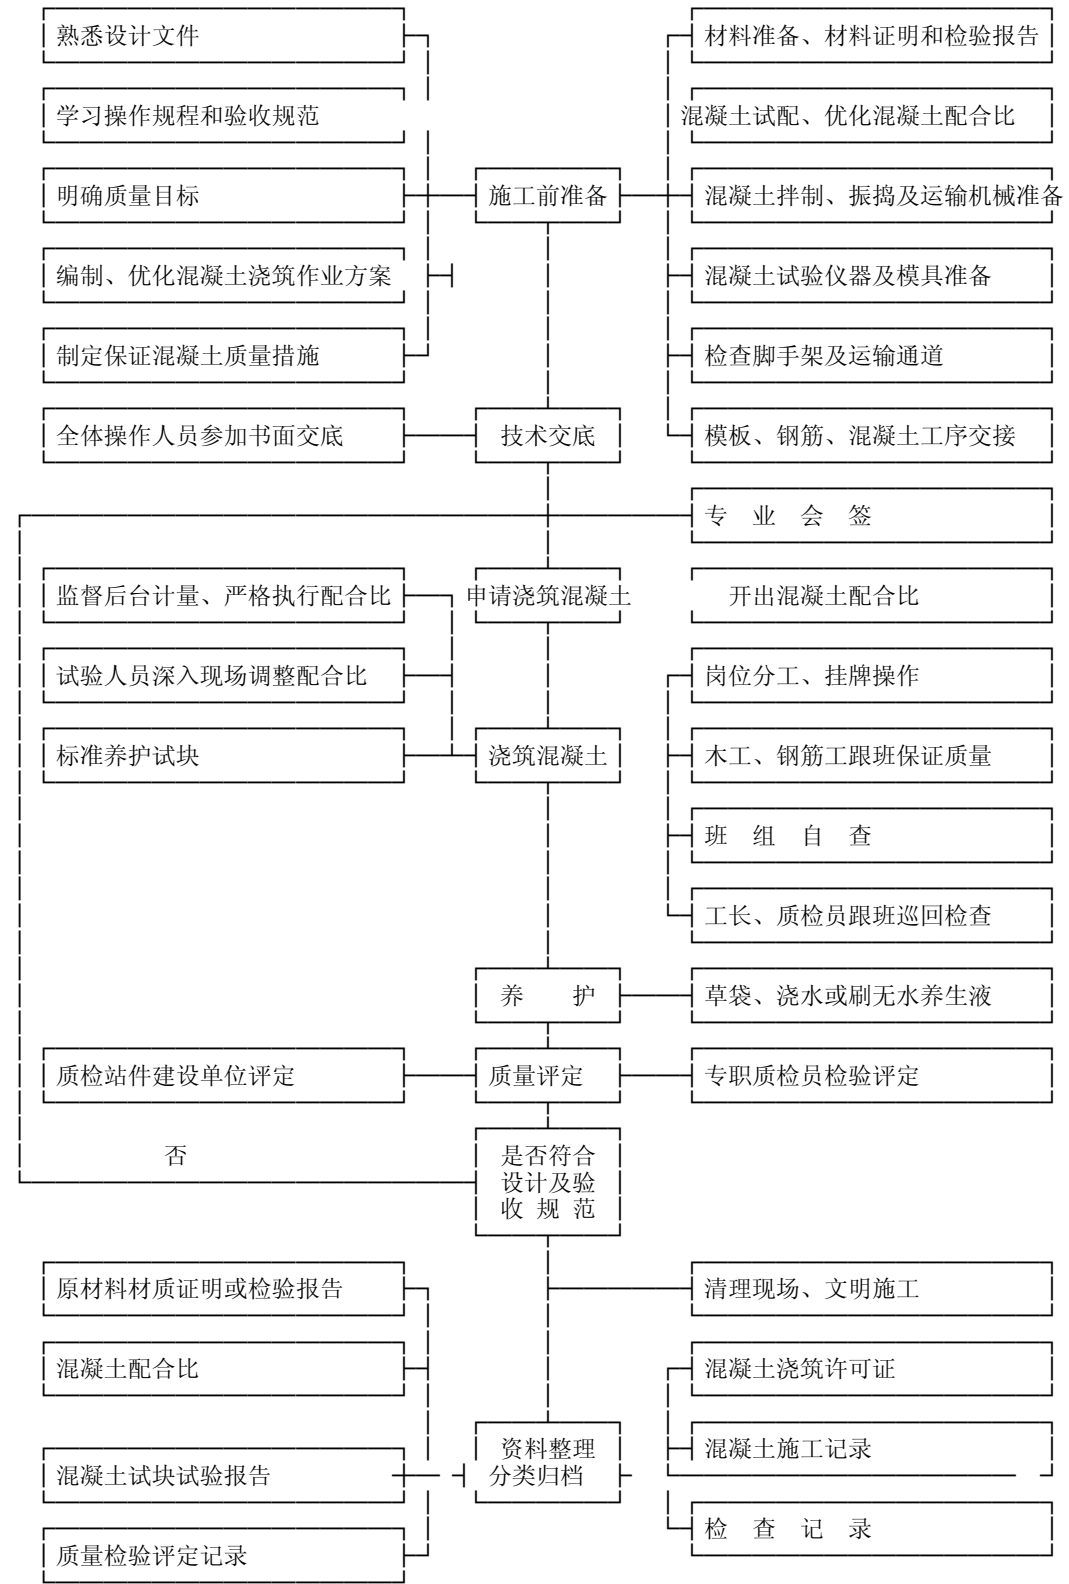 熟悉设计文件
材料准备、材料证明和检验报告
学习操作规程和验收规范
混凝土试配、优化混凝土配合比
明确质量目标
施工前准备
混凝土拌制、振捣及运输机械准备
编制、优化混凝土浇筑作业方案
混凝土试验仪器及模具准备
制定保证混凝土质量措施
检查脚手架及运输通道
全体操作人员参加书面交底
技术交底
模板、钢筋、混凝土工序交接
专 业 会 签
监督后台计量、严格执行配合比
申请浇筑混凝土
开出混凝土配合比
试验人员深入现场调整配合比
岗位分工、挂牌操作
标准养护试块
浇筑混凝土
木工、钢筋工跟班保证质量
班 组 自 查
工长、质检员跟班巡回检查
养 护
草袋、浇水或刷无水养生液
质检站件建设单位评定
质量评定
专职质检员检验评定
否
是否符合
设计及验
收 规 范
原材料材质证明或检验报告
清理现场、文明施工
混凝土配合比
混凝土浇筑许可证
资料整理
分类归档
混凝土施工记录
混凝土试块试验报告
检 查 记 录
质量检验评定记录